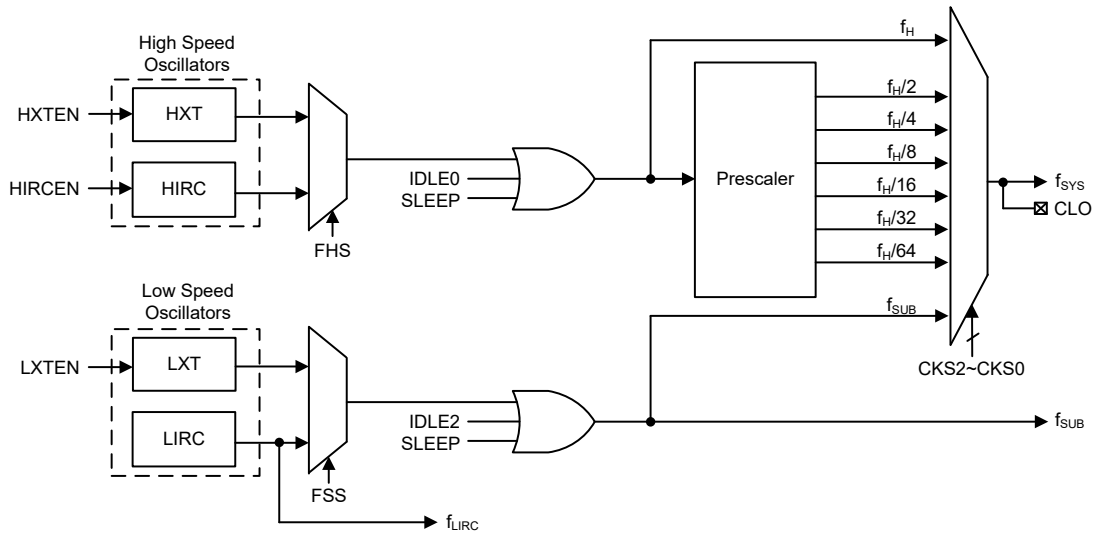 High Speed
Oscillators
HXTEN
HXT
HIRCEN
HIRC
FHS
IDLE0
SLEEP
Prescaler
fH
fH/2
fH/4
fH/8
fH/16
fH/32
fH/64
fSUB
fSYS
CLO
CKS2~CKS0
Low Speed
Oscillators
LXTEN
LXT
LIRC
FSS
IDLE2
SLEEP
fSUB
fLIRC